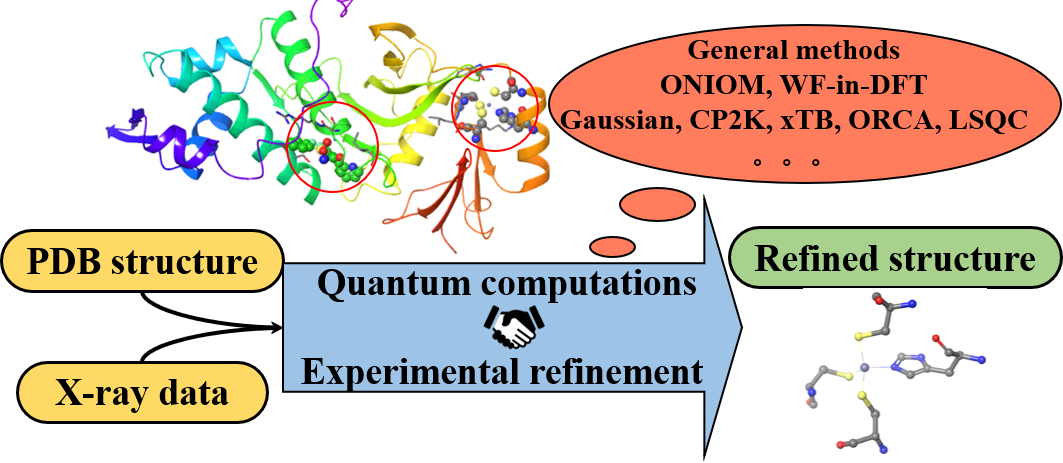 General methods
ONIOM, WF-in-DFT
Gaussian, CP2K, xTB, ORCA, LSQC
。。。
PDB structure
X-ray data
Quantum computations
Experimental refinement
Refined structure